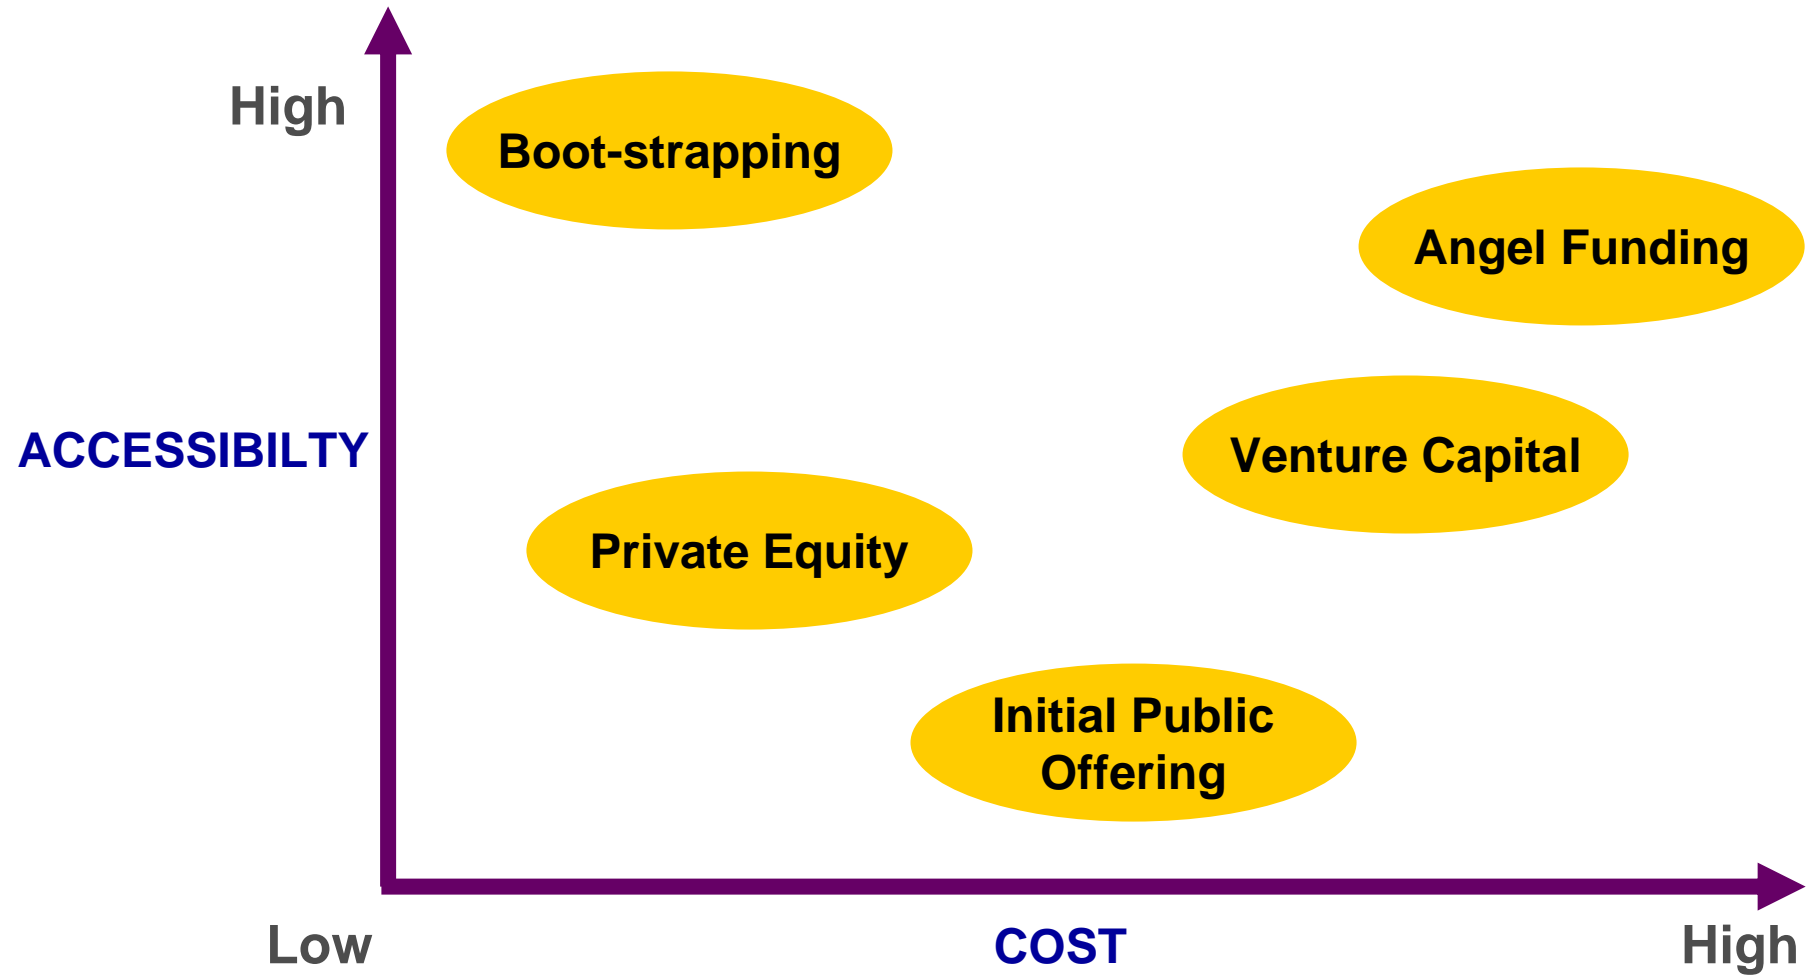 High
Boot-strapping
Angel Funding
ACCESSIBILTY
Venture Capital
Private Equity
Initial Public
Offering
Low
COST
High